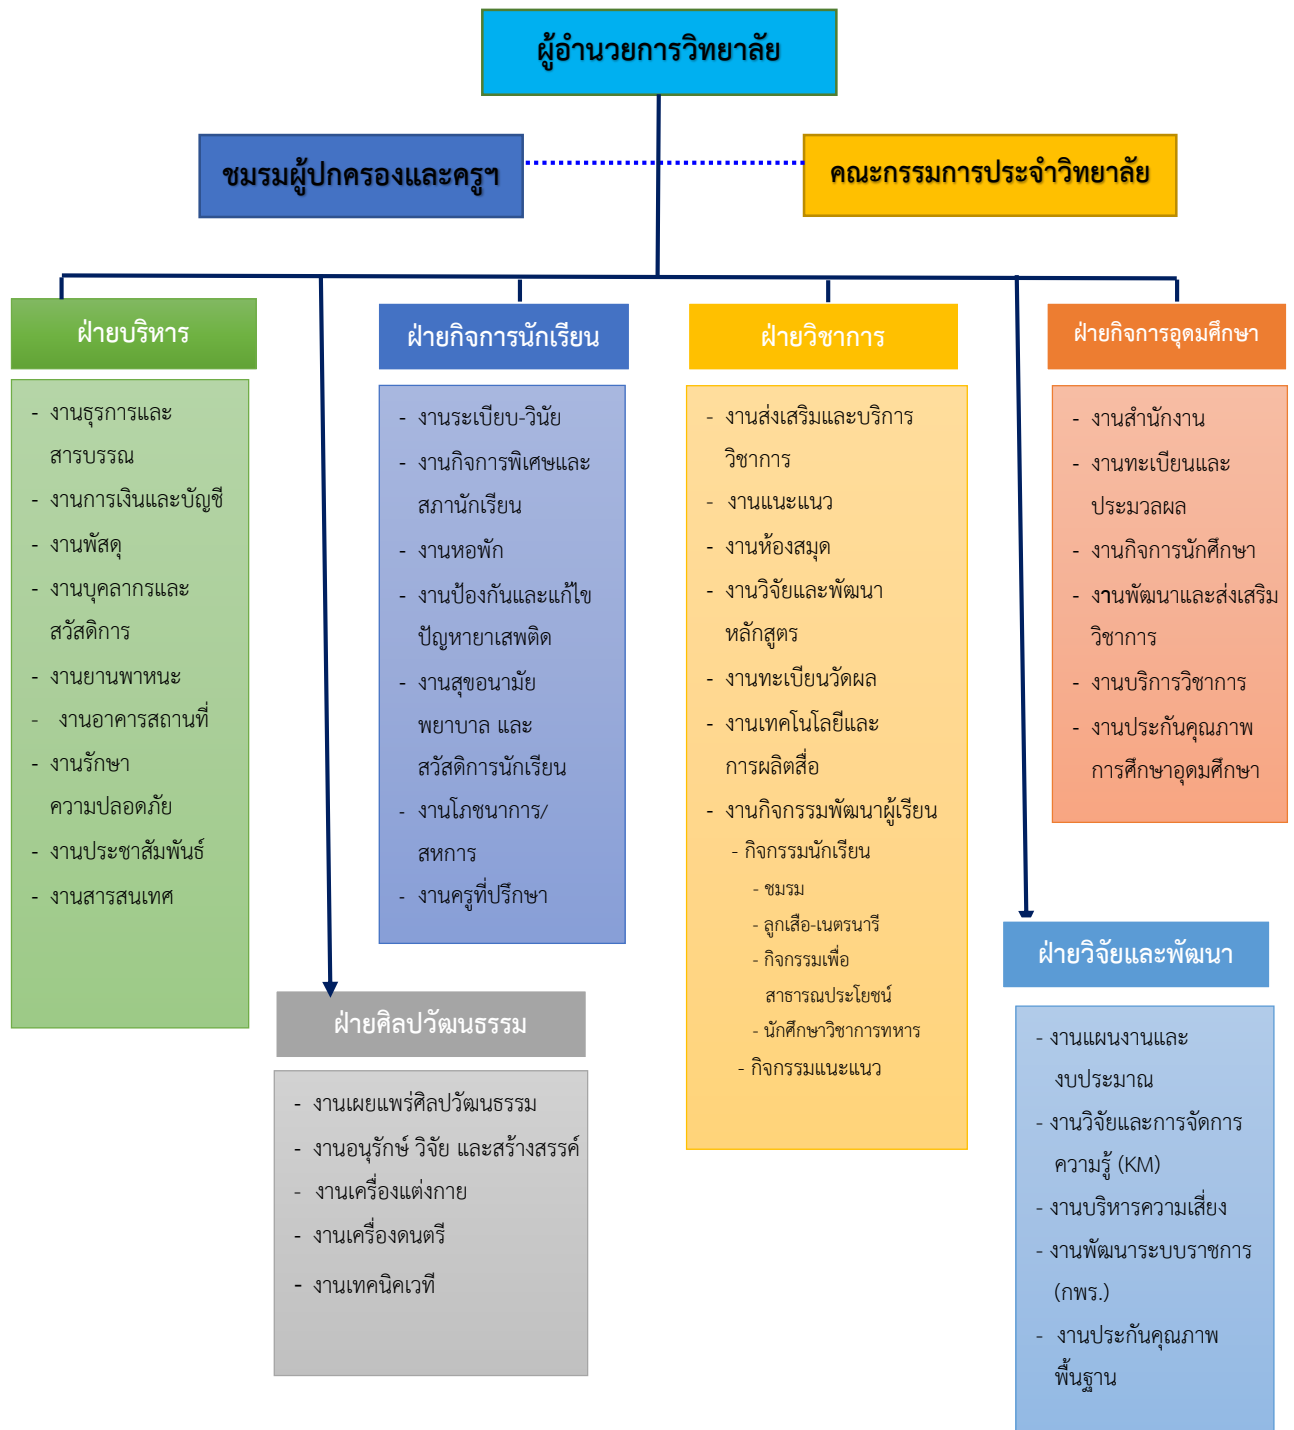 ผู้อำนวยการวิทยาลัย
ชมรมผู้ปกครองและครูฯ
คณะกรรมการประจำวิทยาลัย
ฝ่ายบริหาร
- งานธุรการและ
สารบรรณ
- งานการเงินและบัญชี
- งานพัสดุ
- งานบุคลากรและ
สวัสดิการ
- งานยานพาหนะ
- งานอาคารสถานที่
- งานรักษา
ความปลอดภัย
- งานประชาสัมพันธ์
- งานสารสนเทศ
ฝ่ายกิจการนักเรียน
- งานระเบียบ-วินัย
- งานกิจการพิเศษและ
สภานักเรียน
- งานหอพัก
- งานป้องกันและแก้ไข
ปัญหายาเสพติด
- งานสุขอนามัย
พยาบาล และ
สวัสดิการนักเรียน
- งานโภชนาการ/
สหการ
- งานครูที่ปรึกษา
ฝ่ายวิชาการ
- งานส่งเสริมและบริการ
วิชาการ
- งานแนะแนว
- งานห้องสมุด
- งานวิจัยและพัฒนา
หลักสูตร
- งานทะเบียนวัดผล
- งานเทคโนโลยีและ
การผลิตสื่อ
- งานกิจกรรมพัฒนาผู้เรียน
- กิจกรรมนักเรียน
- ชมรม
- ลูกเสือ-เนตรนารี
- กิจกรรมเพื่อ
สาธารณประโยชน์
- นักศึกษาวิชาการทหาร
- กิจกรรมแนะแนว
ฝ่ายกิจการอุดมศึกษา
- งานสำนักงาน
- งานทะเบียนและ
ประมวลผล
- งานกิจการนักศึกษา
- งานพัฒนาและส่งเสริม
วิชาการ
- งานบริการวิชาการ
- งานประกันคุณภาพ
การศึกษาอุดมศึกษา
ฝ่ายศิลปวัฒนธรรม
- งานเผยแพร่ศิลปวัฒนธรรม
- งานอนุรักษ์ วิจัย และสร้างสรรค์
- งานเครื่องแต่งกาย
- งานเครื่องดนตรี
- งานเทคนิคเวที
ฝ่ายวิจัยและพัฒนา
- งานแผนงานและ
งบประมาณ
- งานวิจัยและการจัดการ
ความรู้ (KM)
- งานบริหารความเสี่ยง
- งานพัฒนาระบบราชการ
(กพร.)
- งานประกันคุณภาพ
พื้นฐาน